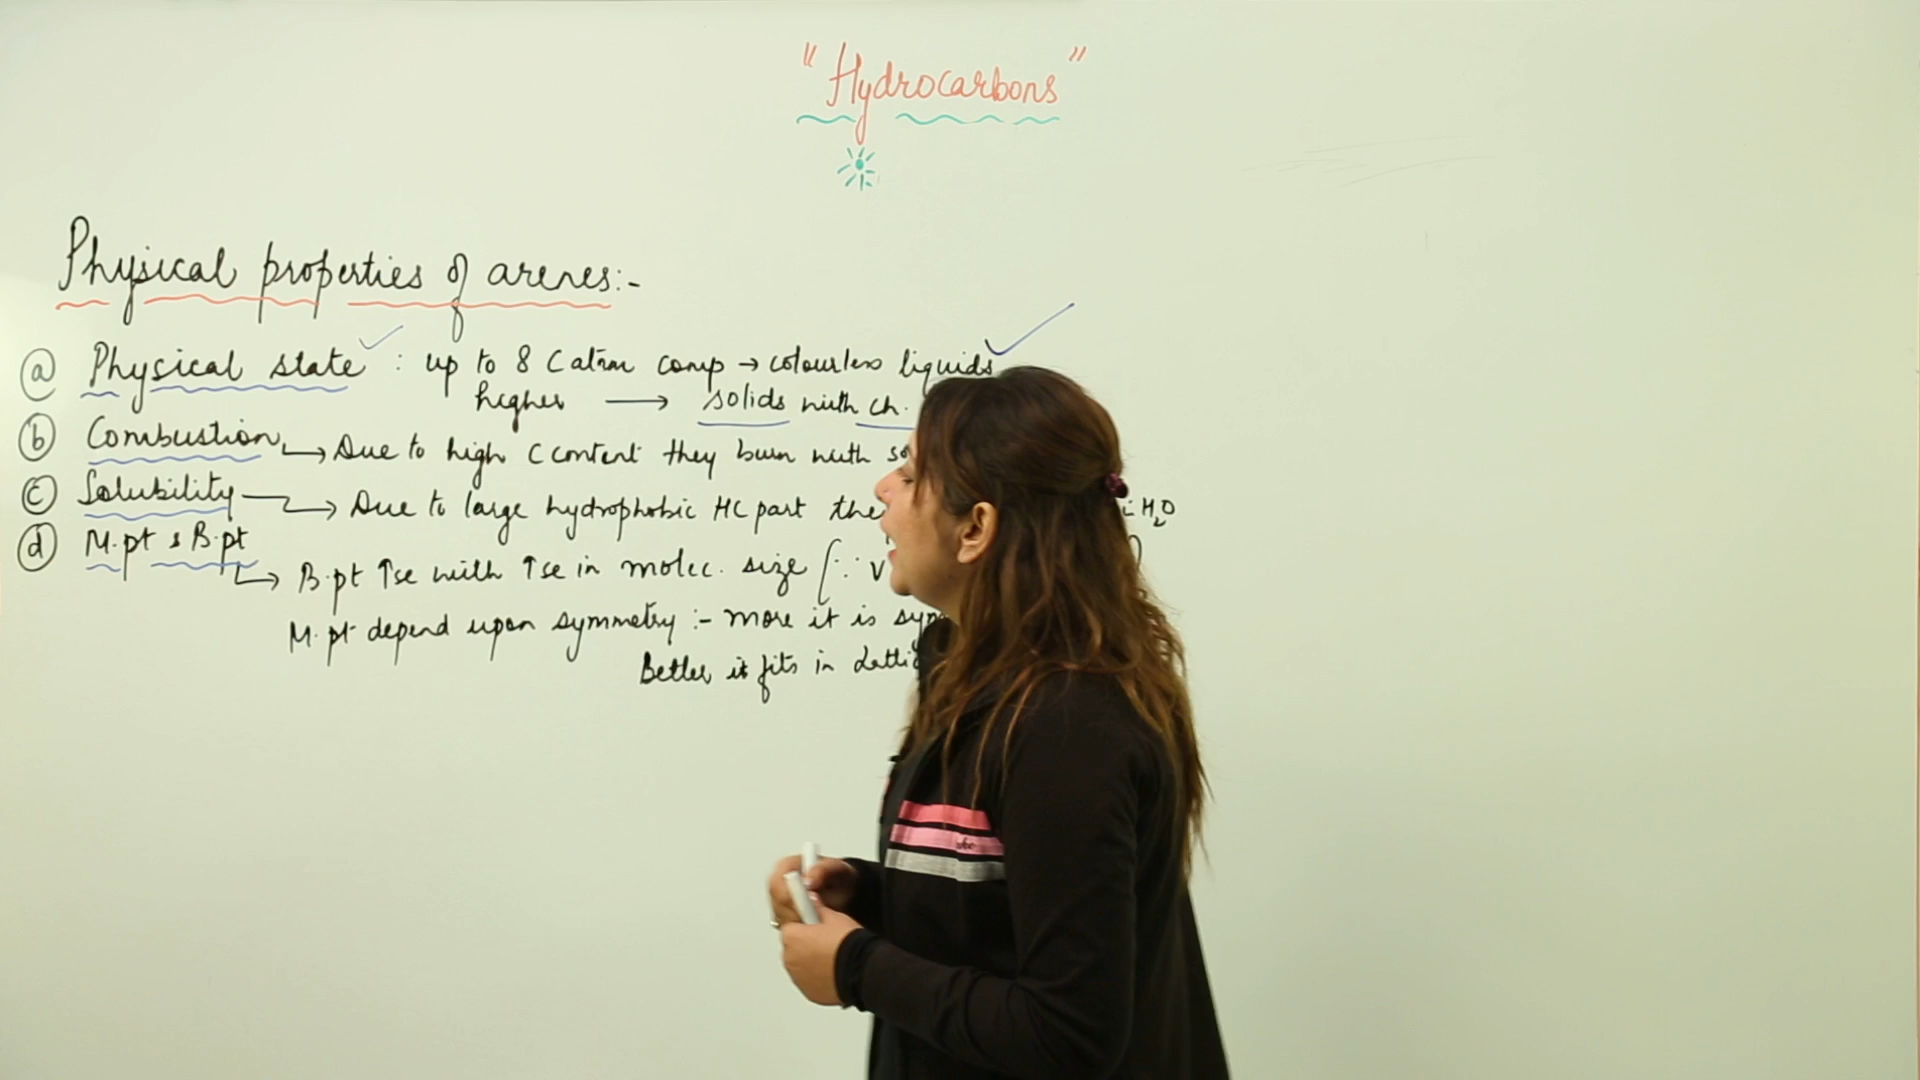 "Hydrocarbons"
Physical properties of arenes:-
(a) Physical state : up to 8 C atom comp → colourless liquids
higher → solids with ch.
(b) Combustion → Due to high C content they burn with
(c) Solubility → Due to large hydrophobic HC part H₂O
(d) M.pt & B.pt
→ B.pt ↑se with ↑se in molec. size (∵
M.pt depend upon symmetry :- more it is
Better it fits in